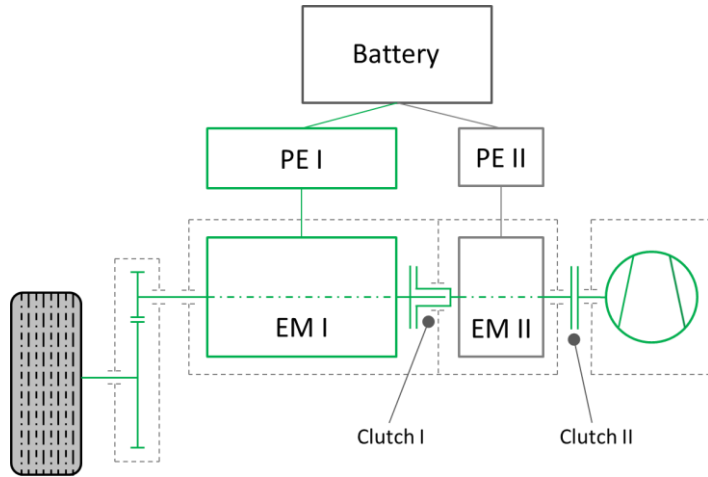 Battery
PE I
PE II
EM I
EM II
Clutch I
Clutch II